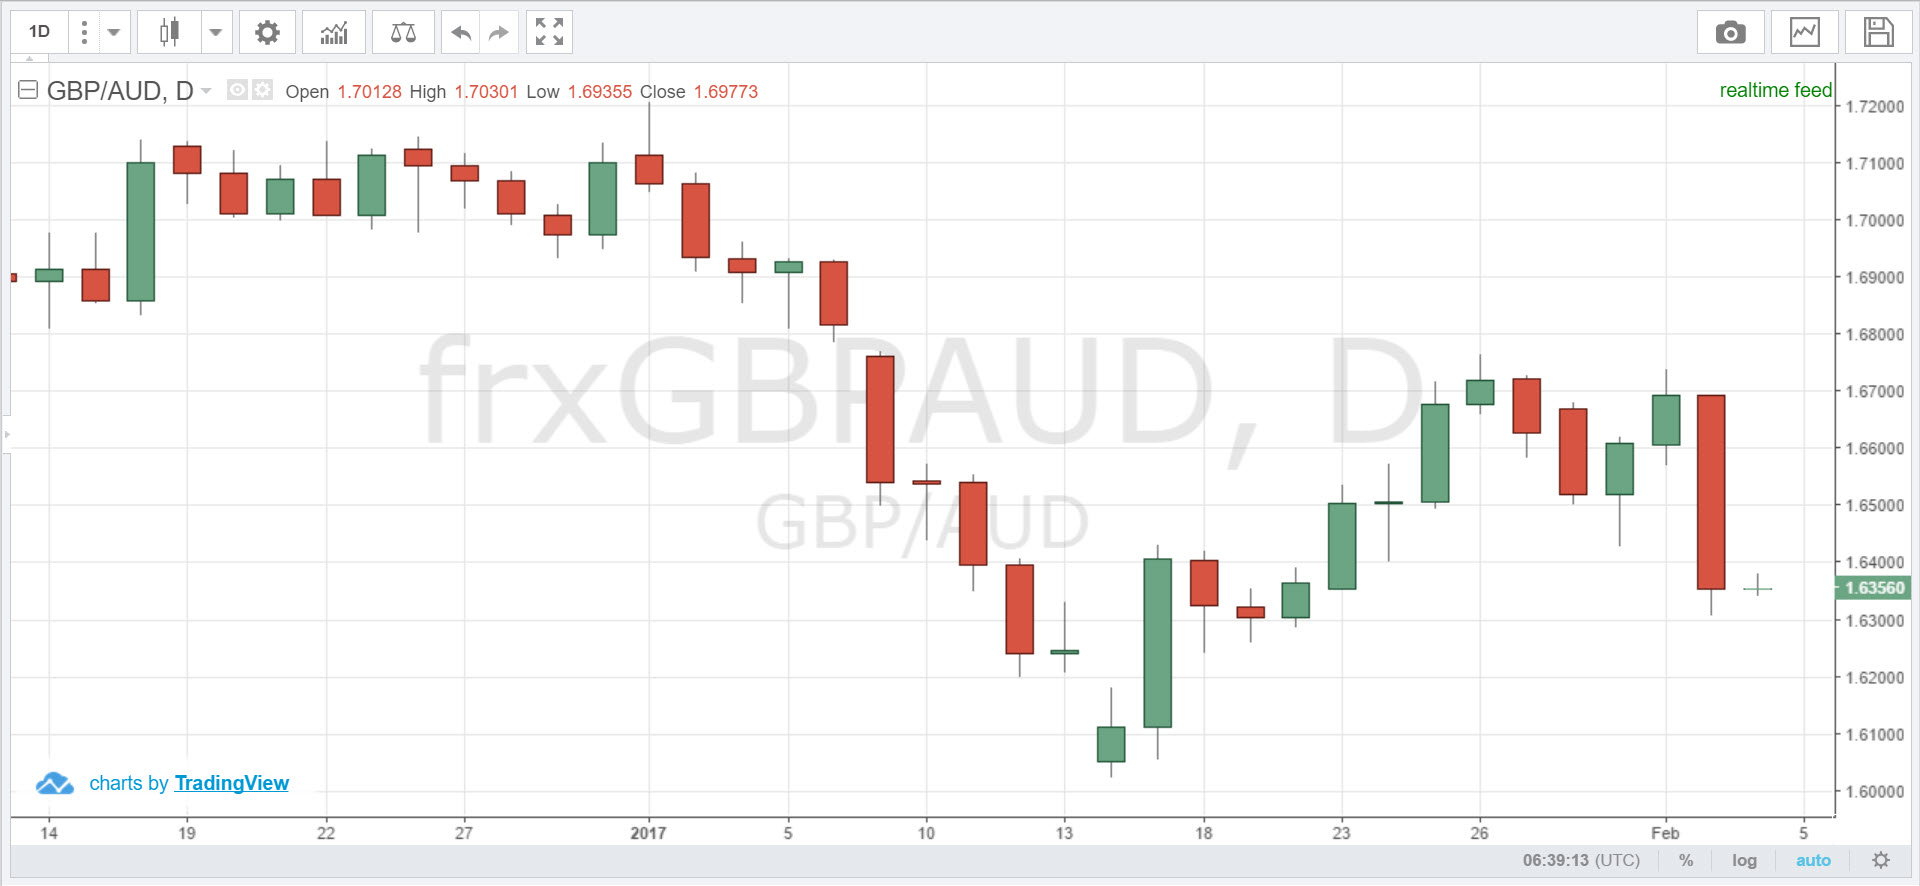 1D
GBP/AUD, D Open 1.70128 High 1.70301 Low 1.69355 Close 1.69773
realtime feed
1.72000
1.71000
1.70000
1.69000
1.68000
1.67000
1.66000
1.65000
1.64000
1.63560
1.63000
1.62000
1.61000
1.60000
frxGBPAUD, D
GBP/AUD
charts by TradingView
14 19 22 27 2017 5 10 13 18 23 26 Feb 5
06:39:13 (UTC) % log auto